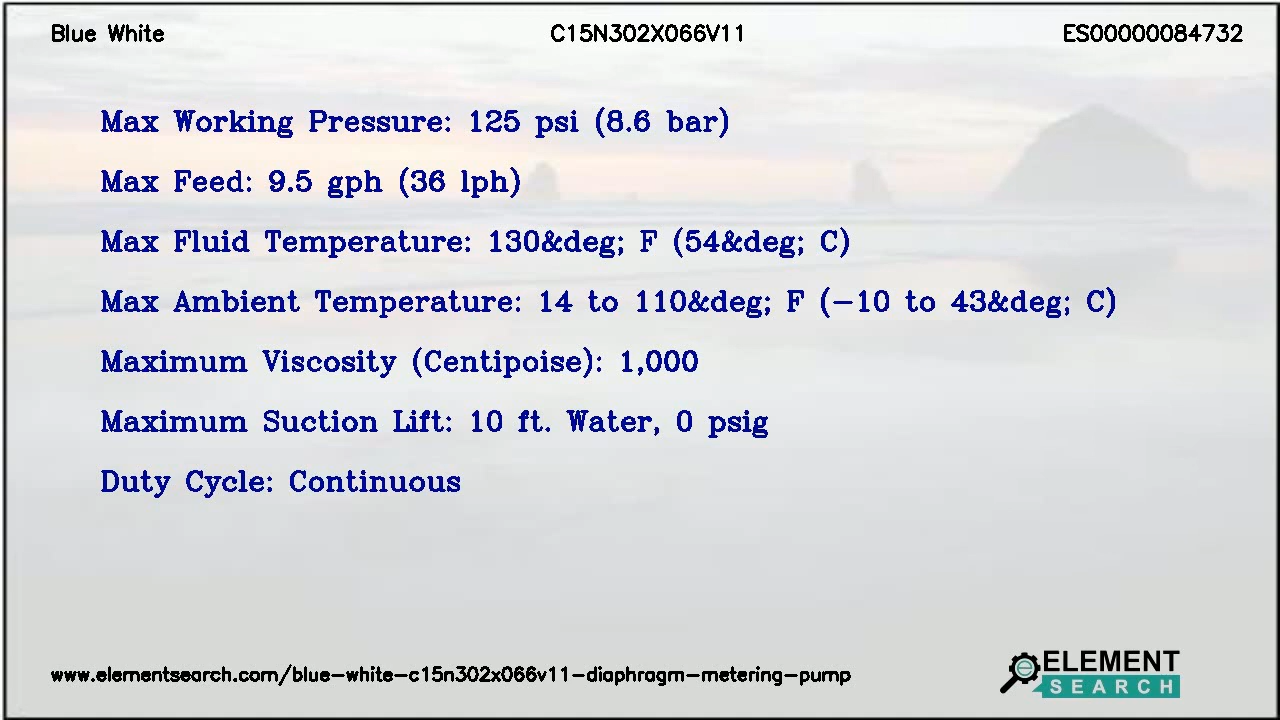 Blue White C15N302X066V11 ES00000084732
Max Working Pressure: 125 psi (8.6 bar)
Max Feed: 9.5 gph (36 lph)
Max Fluid Temperature: 130&deg; F (54&deg; C)
Max Ambient Temperature: 14 to 110&deg; F (-10 to 43&deg; C)
Maximum Viscosity (Centipoise): 1,000
Maximum Suction Lift: 10 ft. Water, 0 psig
Duty Cycle: Continuous
www.elementsearch.com/blue-white-c15n302x066v11-diaphragm-metering-pump
ELEMENT
SEARCH